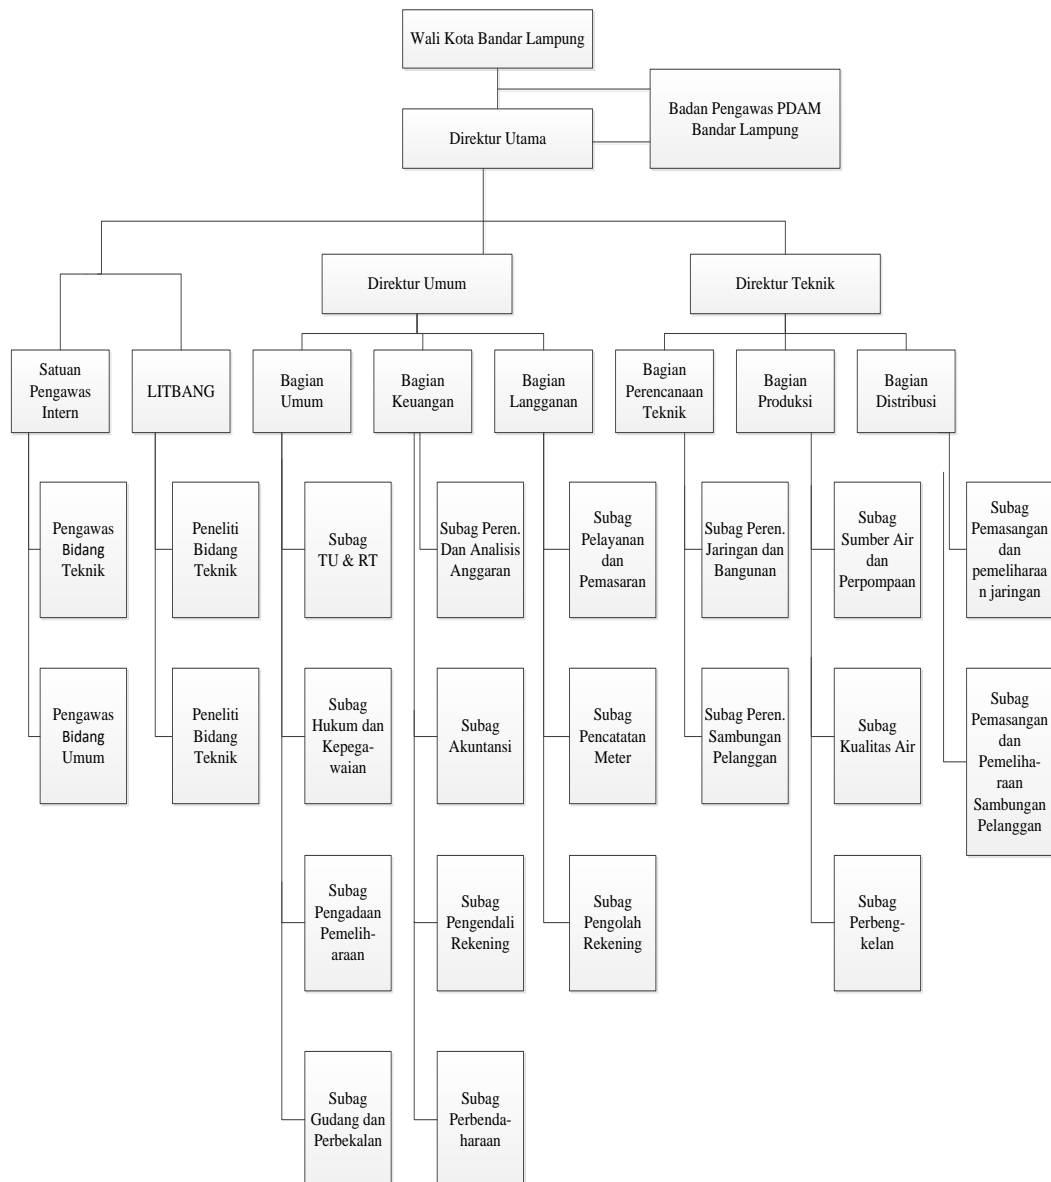 Wali Kota Bandar Lampung
Badan Pengawas PDAM
Bandar Lampung
Direktur Utama
Direktur Umum
Direktur Teknik
Satuan
Pengawas
Intern
LITBANG
Bagian
Umum
Bagian
Keuangan
Bagian
Langganan
Bagian
Perencanaan
Teknik
Bagian
Produksi
Bagian
Distribusi
Pengawas
Bidang
Teknik
Peneliti
Bidang
Teknik
Subag
TU & RT
Subag Peren.
Dan Analisis
Anggaran
Subag
Pelayanan
dan
Pemasaran
Subag Peren.
Jaringan dan
Bangunan
Subag
Sumber Air
dan
Perpompaan
Subag
Pemasangan
dan
pemeliharaa
n jaringan
Pengawas
Bidang
Umum
Peneliti
Bidang
Teknik
Subag
Hukum dan
Kepega-
waian
Subag
Akuntansi
Subag
Pencatatan
Meter
Subag Peren.
Sambungan
Pelanggan
Subag
Kualitas Air
Subag
Pemasangan
dan
Pemeliha-
raan
Sambungan
Pelanggan
Subag
Pengadaan
Pemelih-
araan
Subag
Pengendali
Rekening
Subag
Pengolah
Rekening
Subag
Perbeng-
kelan
Subag
Gudang dan
Perbekalan
Subag
Perbenda-
haraan